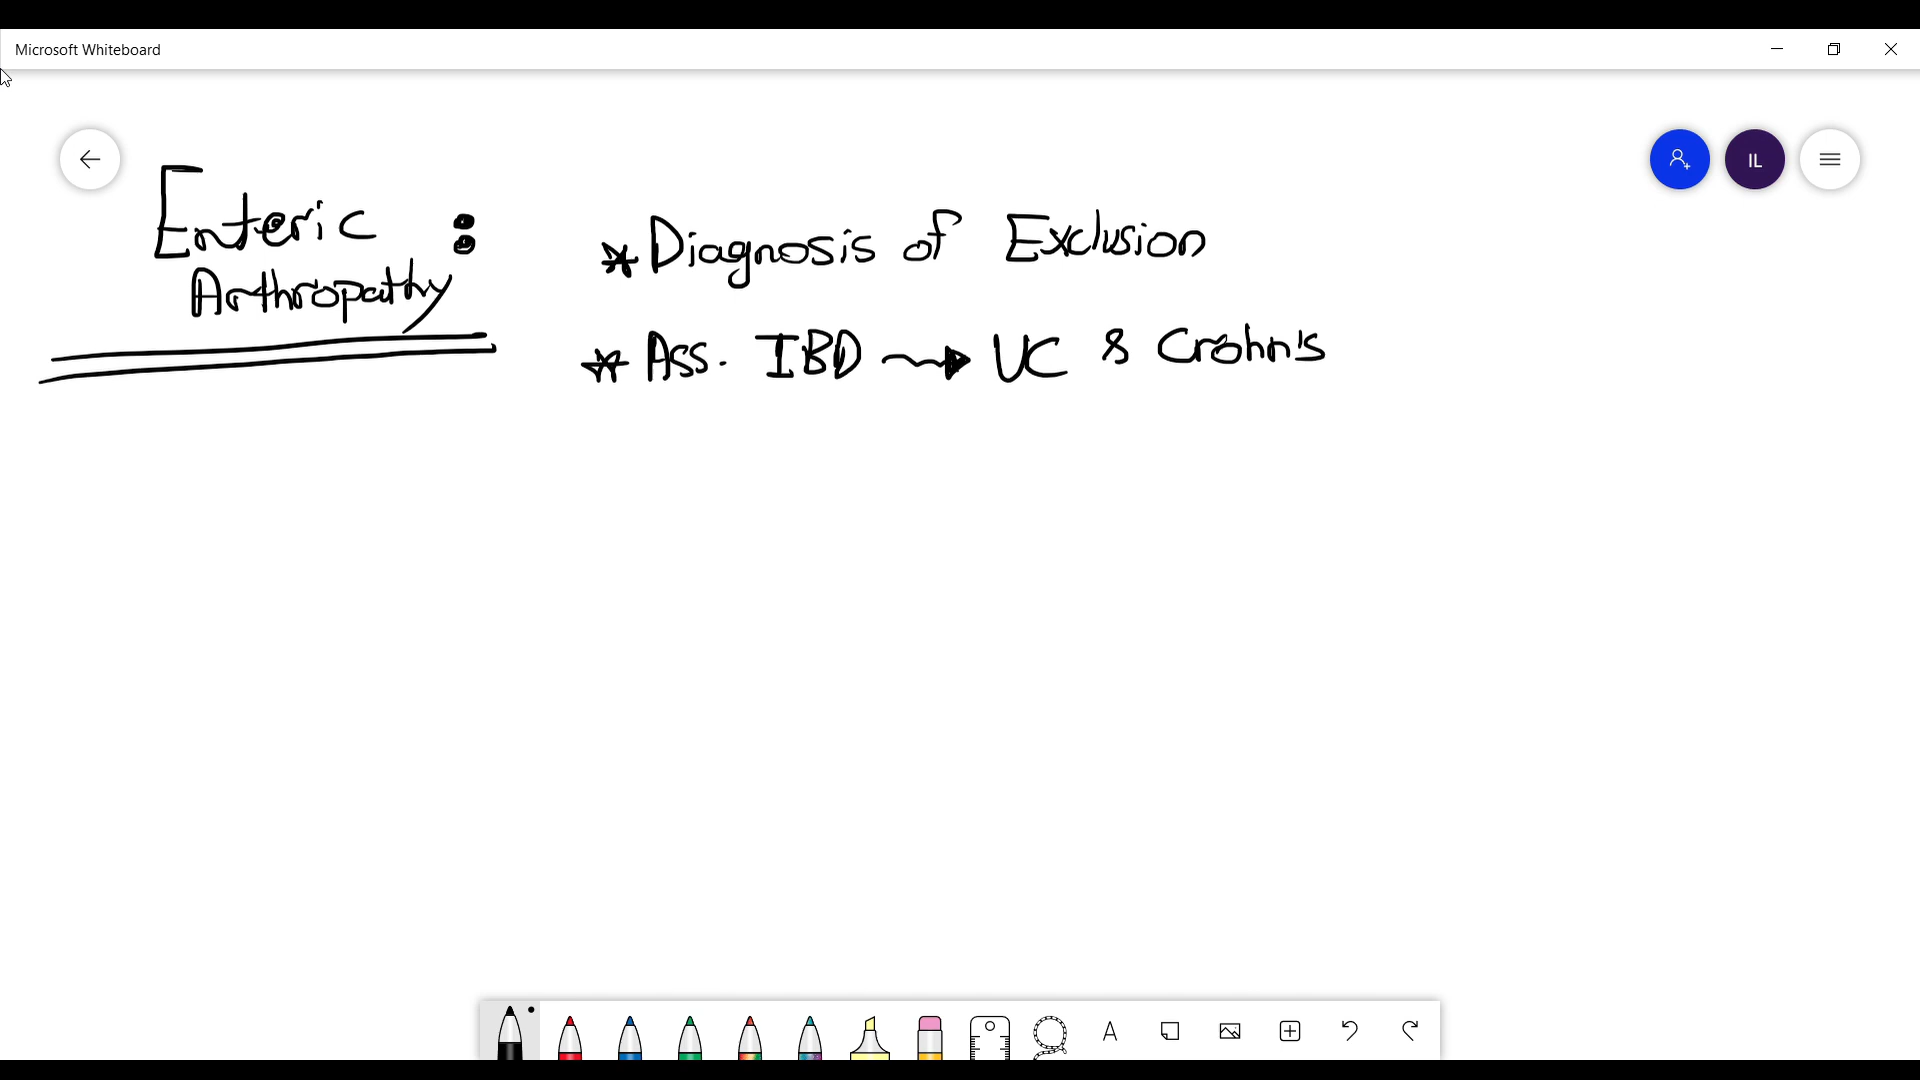 Microsoft Whiteboard
IL
Enteric :
Arthropathy
* Diagnosis of Exclusion
* Ass. IBD → UC & Crohn's
A